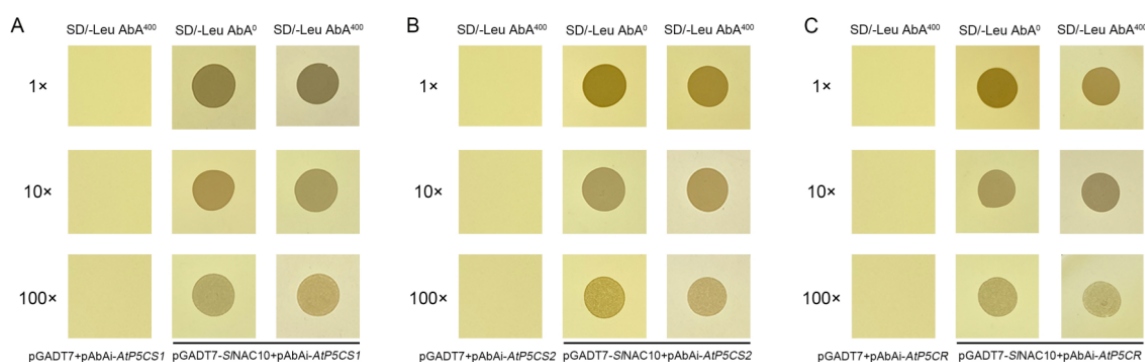 A SD/-Leu AbA⁴⁰⁰ SD/-Leu AbA⁰ SD/-Leu AbA⁴⁰⁰ B SD/-Leu AbA⁴⁰⁰ SD/-Leu AbA⁰ SD/-Leu AbA⁴⁰⁰ C SD/-Leu AbA⁴⁰⁰ SD/-Leu AbA⁰ SD/-Leu AbA⁴⁰⁰
1× 1× 1×
10× 10× 10×
100× 100× 100×
pGADT7+pAbAi-AtP5CS1 pGADT7-SlNAC10+pAbAi-AtP5CS1 pGADT7+pAbAi-AtP5CS2 pGADT7-SlNAC10+pAbAi-AtP5CS2 pGADT7+pAbAi-AtP5CR pGADT7-SlNAC10+pAbAi-AtP5CR